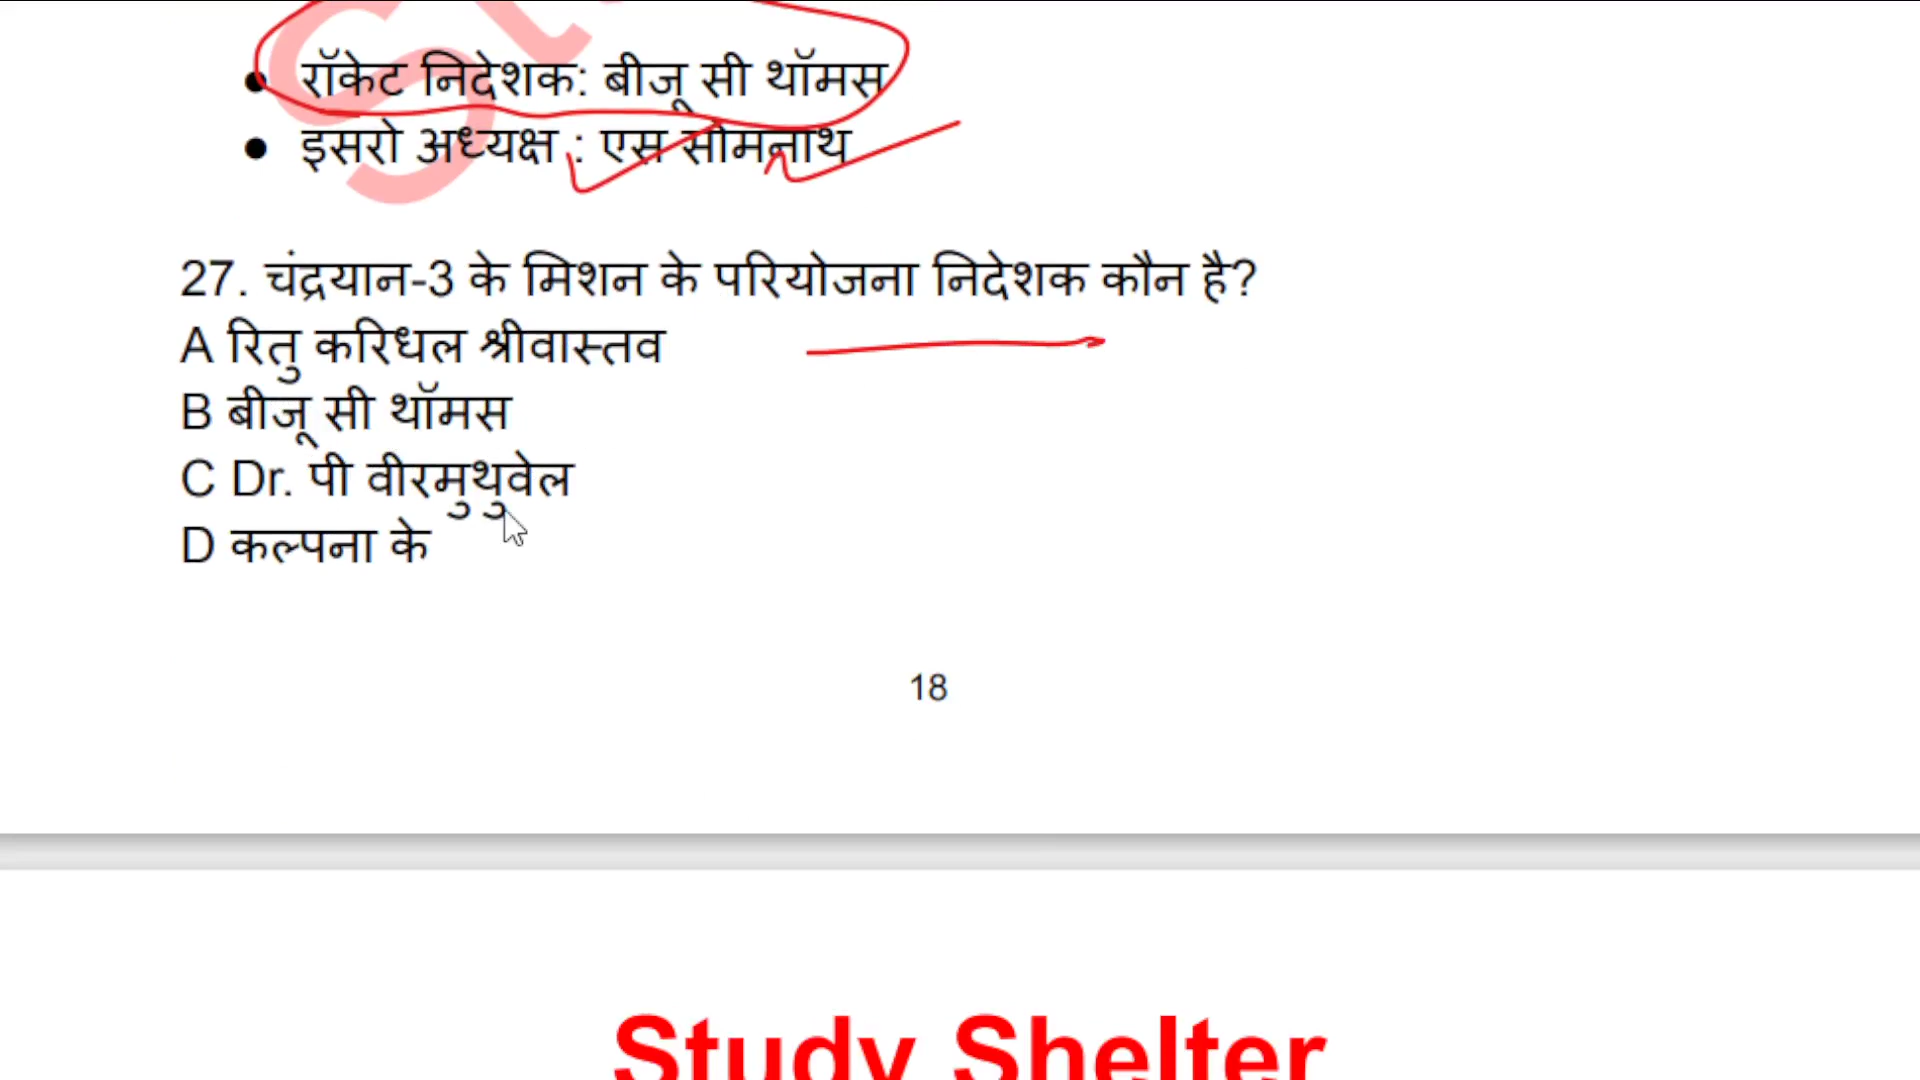 ● रॉकेट निदेशक: बीजू सी थॉमस
● इसरो अध्यक्ष : एस सोमनाथ
27. चंद्रयान-3 के मिशन के परियोजना निदेशक कौन है?
A रितु करिधल श्रीवास्तव
B बीजू सी थॉमस
C Dr. पी वीरमुथुवेल
D कल्पना के
18
Study Shelter